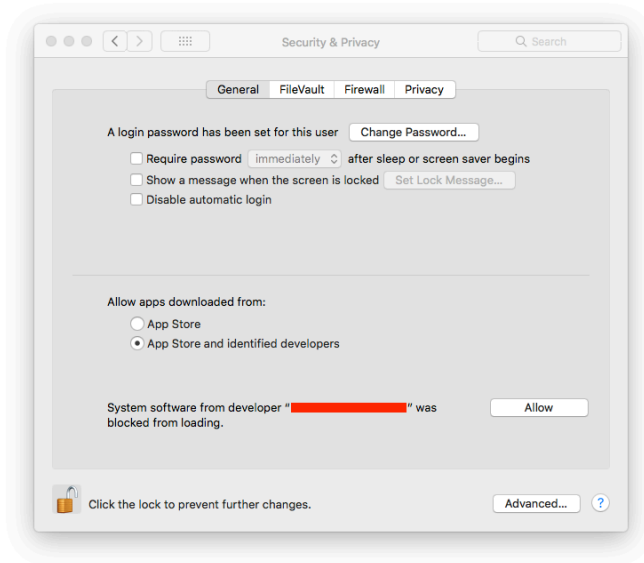 Security & Privacy
Search
General FileVault Firewall Privacy
A login password has been set for this user Change Password...
Require password immediately after sleep or screen saver begins
Show a message when the screen is locked Set Lock Message...
Disable automatic login
Allow apps downloaded from:
App Store
App Store and identified developers
System software from developer “ ” was Allow
blocked from loading.
Click the lock to prevent further changes. Advanced... ?